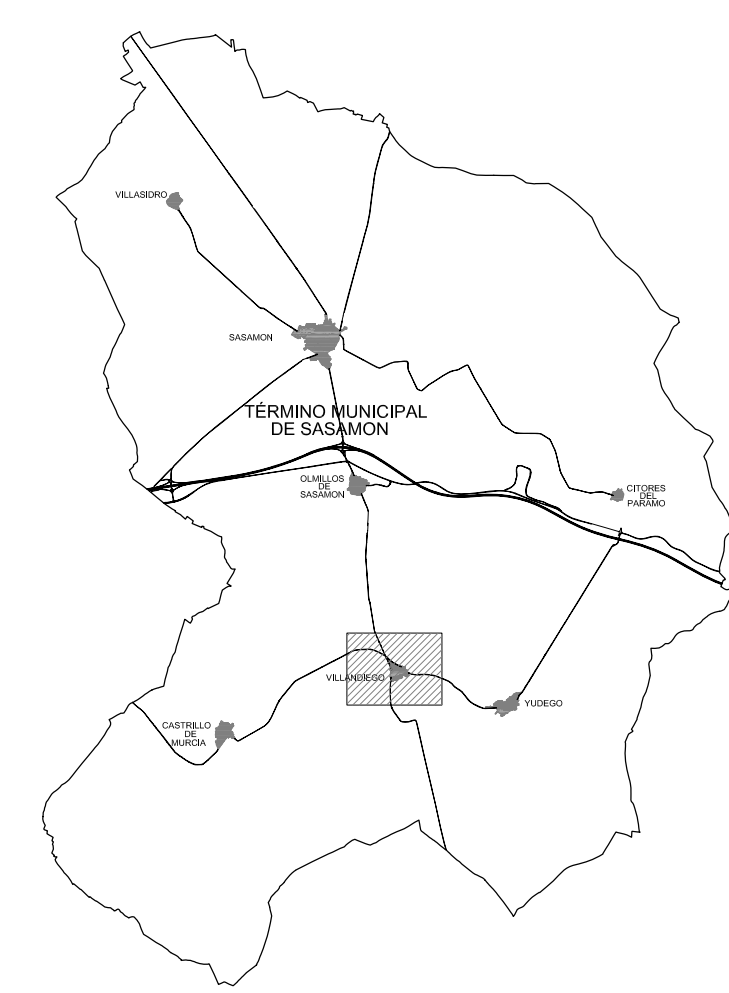 VILLASIDRO
SASAMON
TÉRMINO MUNICIPAL
DE SASAMON
OLMILLOS
DE
SASAMON
CITORES
DEL
PARAMO
VILLANDIEGO
YUDEGO
CASTRILLO
DE
MURCIA